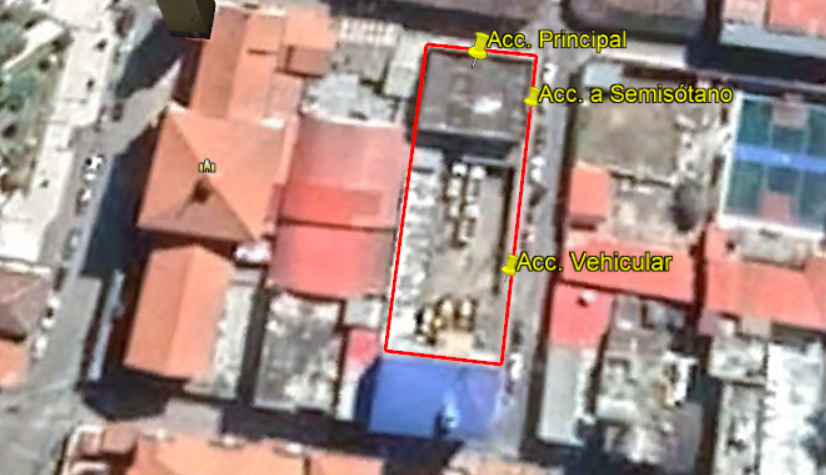 Acc. Principal
Acc. a Semisótano
Acc. Vehicular